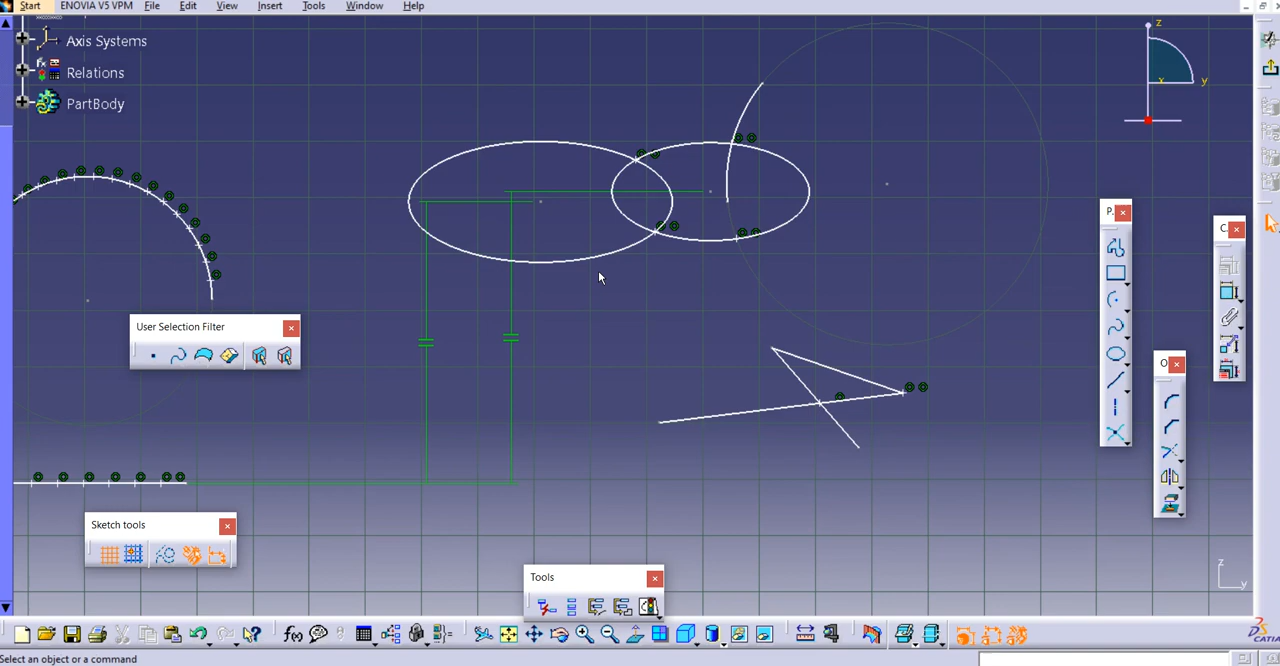 Start ENOVIA V5 VPM File Edit View Insert Tools Window Help
Axis Systems
Relations
PartBody
z
x
y
P.
C.
User Selection Filter
O
Sketch tools
Tools
z
y
f(x)
CATIA
Select an object or a command